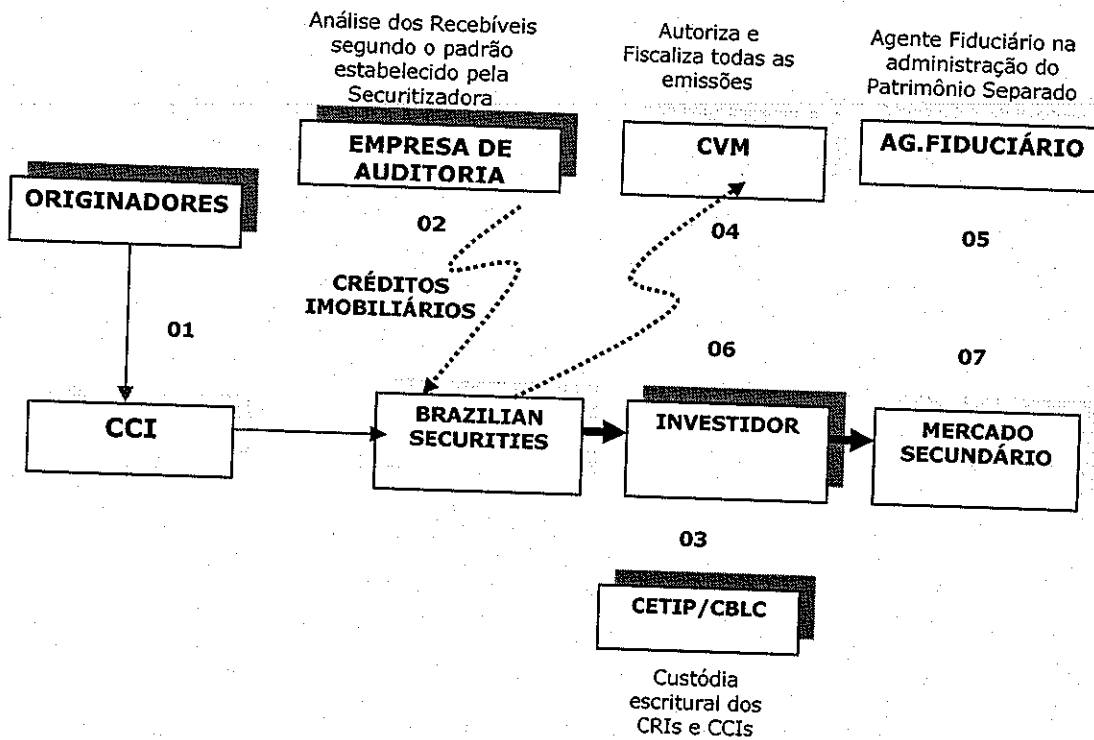 Análise dos Recebíveis
segundo o padrão
estabelecido pela
Securitizadora
Autoriza e
Fiscaliza todas as
emissões
Agente Fiduciário na
administração do
Patrimônio Separado
EMPRESA DE
AUDITORIA
CVM
AG.FIDUCIÁRIO
ORIGINADORES
02
04
05
CRÉDITOS
IMOBILIÁRIOS
01
06
07
CCI
BRAZILIAN
SECURITIES
INVESTIDOR
MERCADO
SECUNDÁRIO
03
CETIP/CBLC
Custódia
escritural dos
CRIs e CCIs